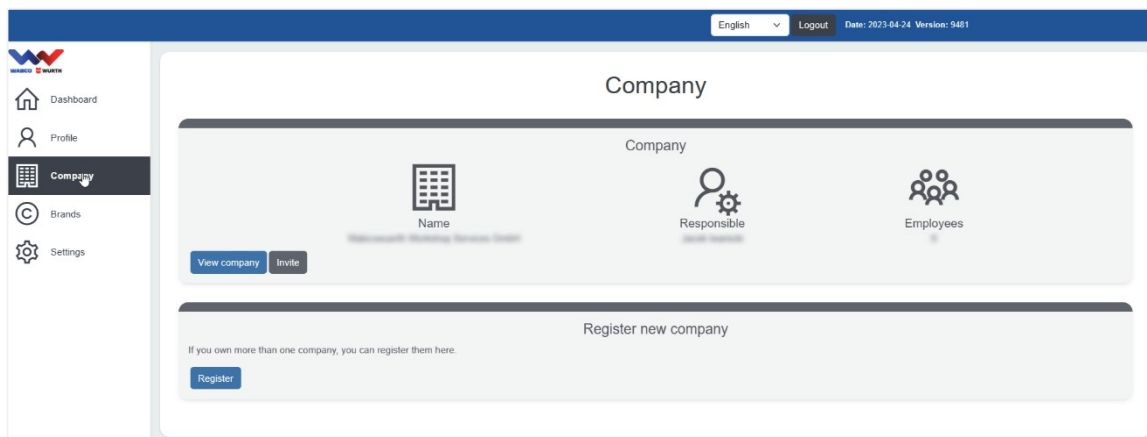 English
Logout
Date: 2023-04-24 Version: 9481
WABCO WURTH
Dashboard
Profile
Company
Brands
Settings
Company
Company
Name
Responsible
Employees
View company
Invite
Register new company
If you own more than one company, you can register them here.
Register